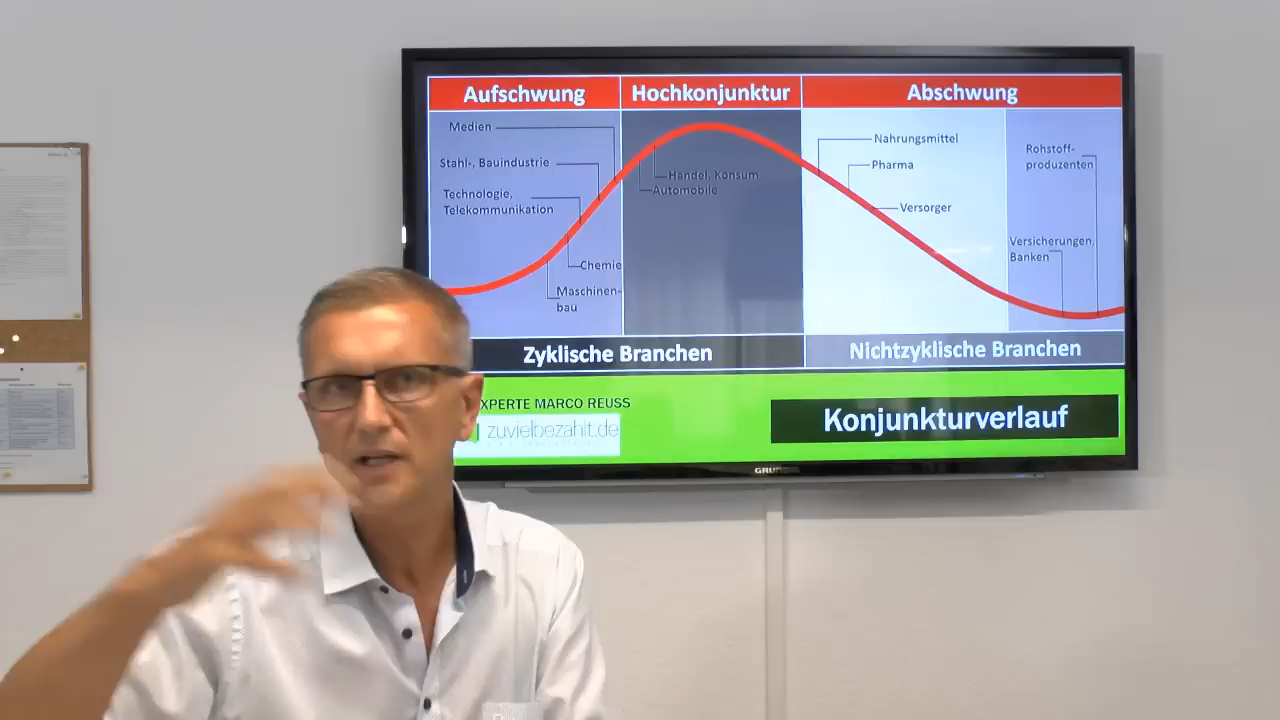 Aufschwung
Hochkonjunktur
Abschwung
Medien
Stahl-, Bauindustrie
Technologie,
Telekommunikation
Chemie
Maschinen-
bau
Handel, Konsum
Automobile
Nahrungsmittel
Pharma
Versorger
Rohstoff-
produzenten
Versicherungen,
Banken
Zyklische Branchen
Nichtzyklische Branchen
XPERTE MARCO REUSS
zuvielbezahlt.de
Konjunkturverlauf
GRUNDIG